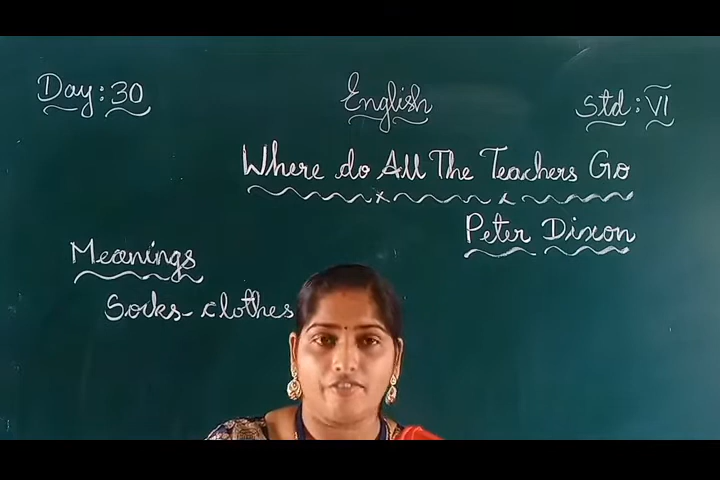 Day: 30
English
Std: VI
Where do All The Teachers Go
Peter Dixon
Meanings
Socks - clothes